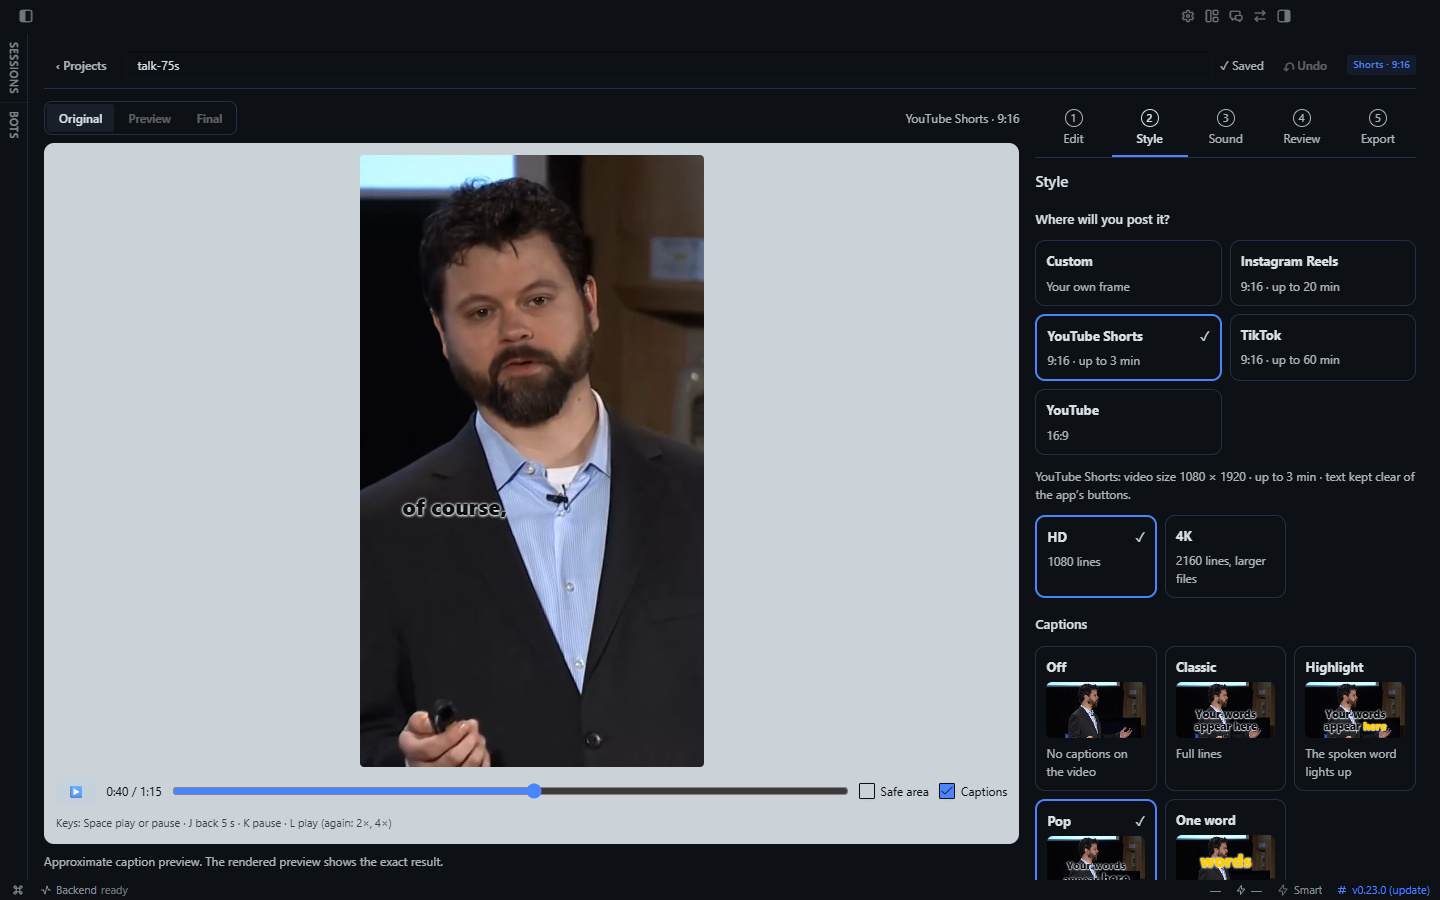 SESSIONS
BOTS
‹ Projects
talk-75s
✓ Saved
Undo
Shorts · 9:16
Original
Preview
Final
YouTube Shorts · 9:16
of course,
0:40 / 1:15
Safe area
Captions
Keys: Space play or pause · J back 5 s · K pause · L play (again: 2×, 4×)
Approximate caption preview. The rendered preview shows the exact result.
1
Edit
2
Style
3
Sound
4
Review
5
Export
Style
Where will you post it?
Custom
Your own frame
Instagram Reels
9:16 · up to 20 min
YouTube Shorts ✓
9:16 · up to 3 min
TikTok
9:16 · up to 60 min
YouTube
16:9
YouTube Shorts: video size 1080 × 1920 · up to 3 min · text kept clear of
the app's buttons.
HD ✓
1080 lines
4K
2160 lines, larger
files
Captions
Off
No captions on
the video
Classic
Your words
appear here
Full lines
Highlight
Your words
appear here
The spoken word
lights up
Pop ✓
Your words
appear here
One word
words
Backend ready
Smart
# v0.23.0 (update)